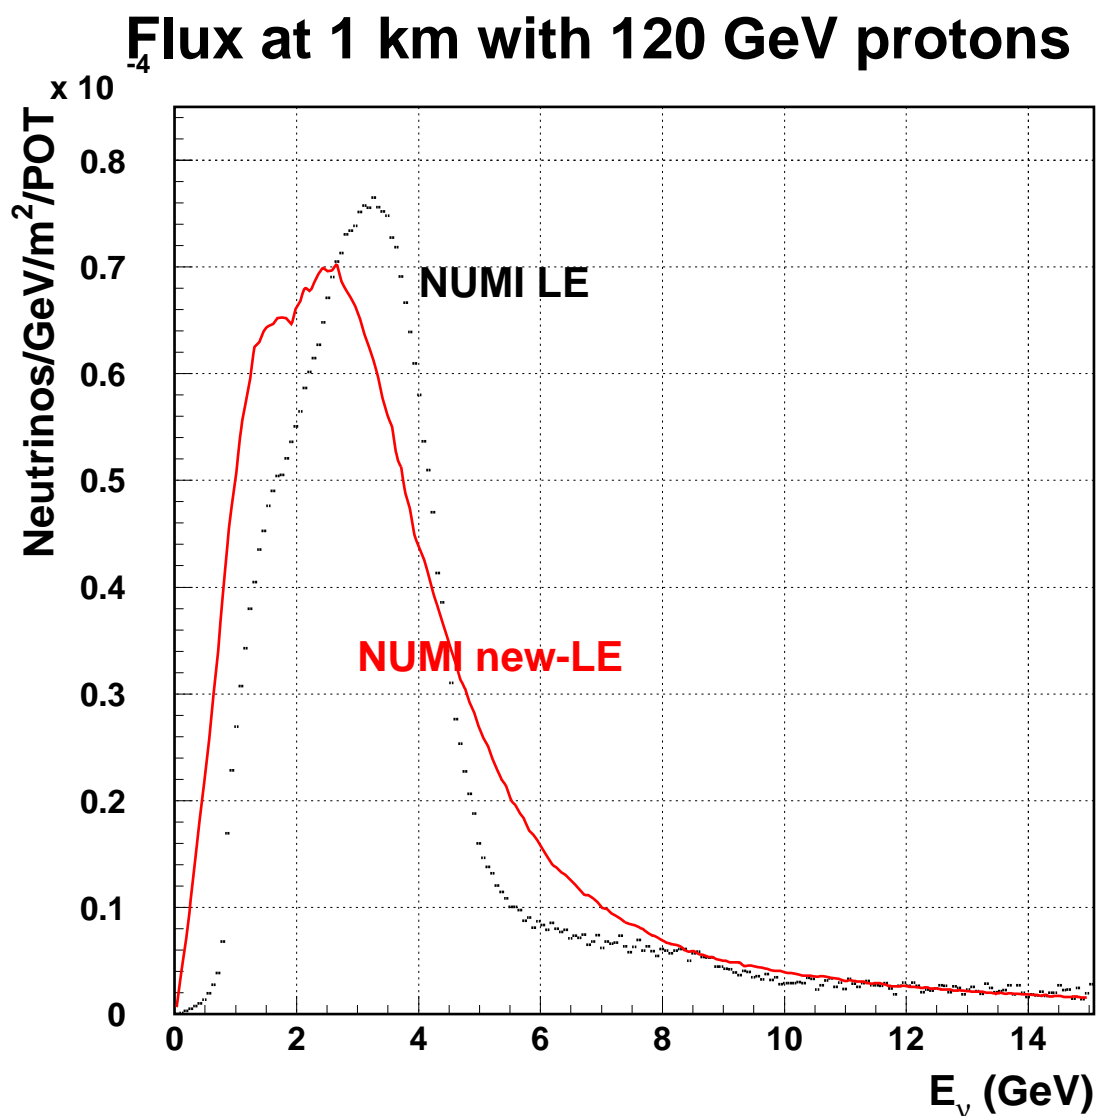 Flux at 1 km with 120 GeV protons
x 10⁻⁴
Neutrinos/GeV/m²/POT
0.8
0.7
0.6
0.5
0.4
0.3
0.2
0.1
0
NUMI LE
NUMI new-LE
0 2 4 6 8 10 12 14
Eᵥ (GeV)